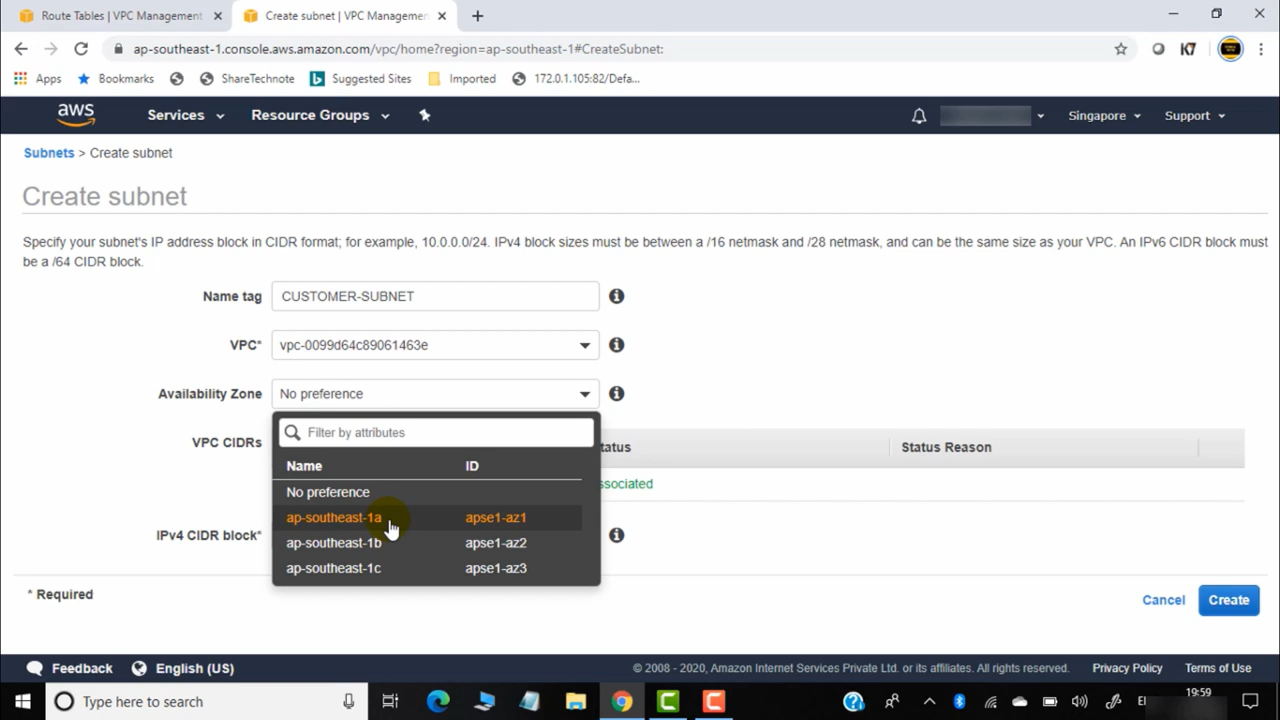 Route Tables | VPC Management
Create subnet | VPC Managemen
ap-southeast-1.console.aws.amazon.com/vpc/home?region=ap-southeast-1#CreateSubnet:
K7
Apps
Bookmarks
ShareTechnote
Suggested Sites
Imported
172.0.1.105:82/Defa...
aws
Services
Resource Groups
Singapore
Support
Subnets > Create subnet
Create subnet
Specify your subnet's IP address block in CIDR format; for example, 10.0.0.0/24. IPv4 block sizes must be between a /16 netmask and /28 netmask, and can be the same size as your VPC. An IPv6 CIDR block must
be a /64 CIDR block.
Name tag CUSTOMER-SUBNET
VPC* vpc-0099d64c89061463e
Availability Zone No preference
Filter by attributes
VPC CIDRs
tatus Status Reason
Name ID
No preference
ssociated
ap-southeast-1a apse1-az1
IPv4 CIDR block*
ap-southeast-1b apse1-az2
ap-southeast-1c apse1-az3
* Required
Cancel
Create
Feedback
English (US)
© 2008 - 2020, Amazon Internet Services Private Ltd. or its affiliates. All rights reserved.
Privacy Policy
Terms of Use
Type here to search
19:59